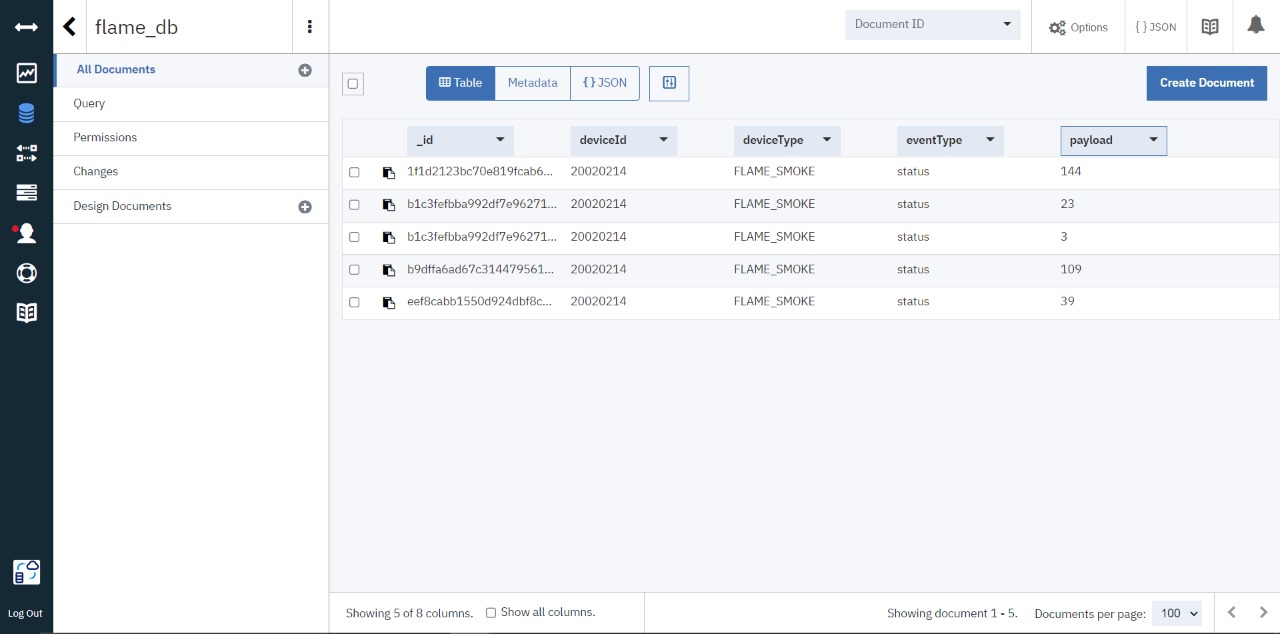 flame_db
Document ID
Options
{ } JSON
All Documents
Query
Permissions
Changes
Design Documents
Table
Metadata
{ } JSON
Create Document
_id deviceId deviceType eventType payload
1f1d2123bc70e819fcab6... 20020214 FLAME_SMOKE status 144
b1c3fefbba992df7e96271... 20020214 FLAME_SMOKE status 23
b1c3fefbba992df7e96271... 20020214 FLAME_SMOKE status 3
b9dffa6ad67c314479561... 20020214 FLAME_SMOKE status 109
eef8cabb1550d924dbf8c... 20020214 FLAME_SMOKE status 39
Log Out
Showing 5 of 8 columns.
Show all columns.
Showing document 1 - 5.
Documents per page: 100